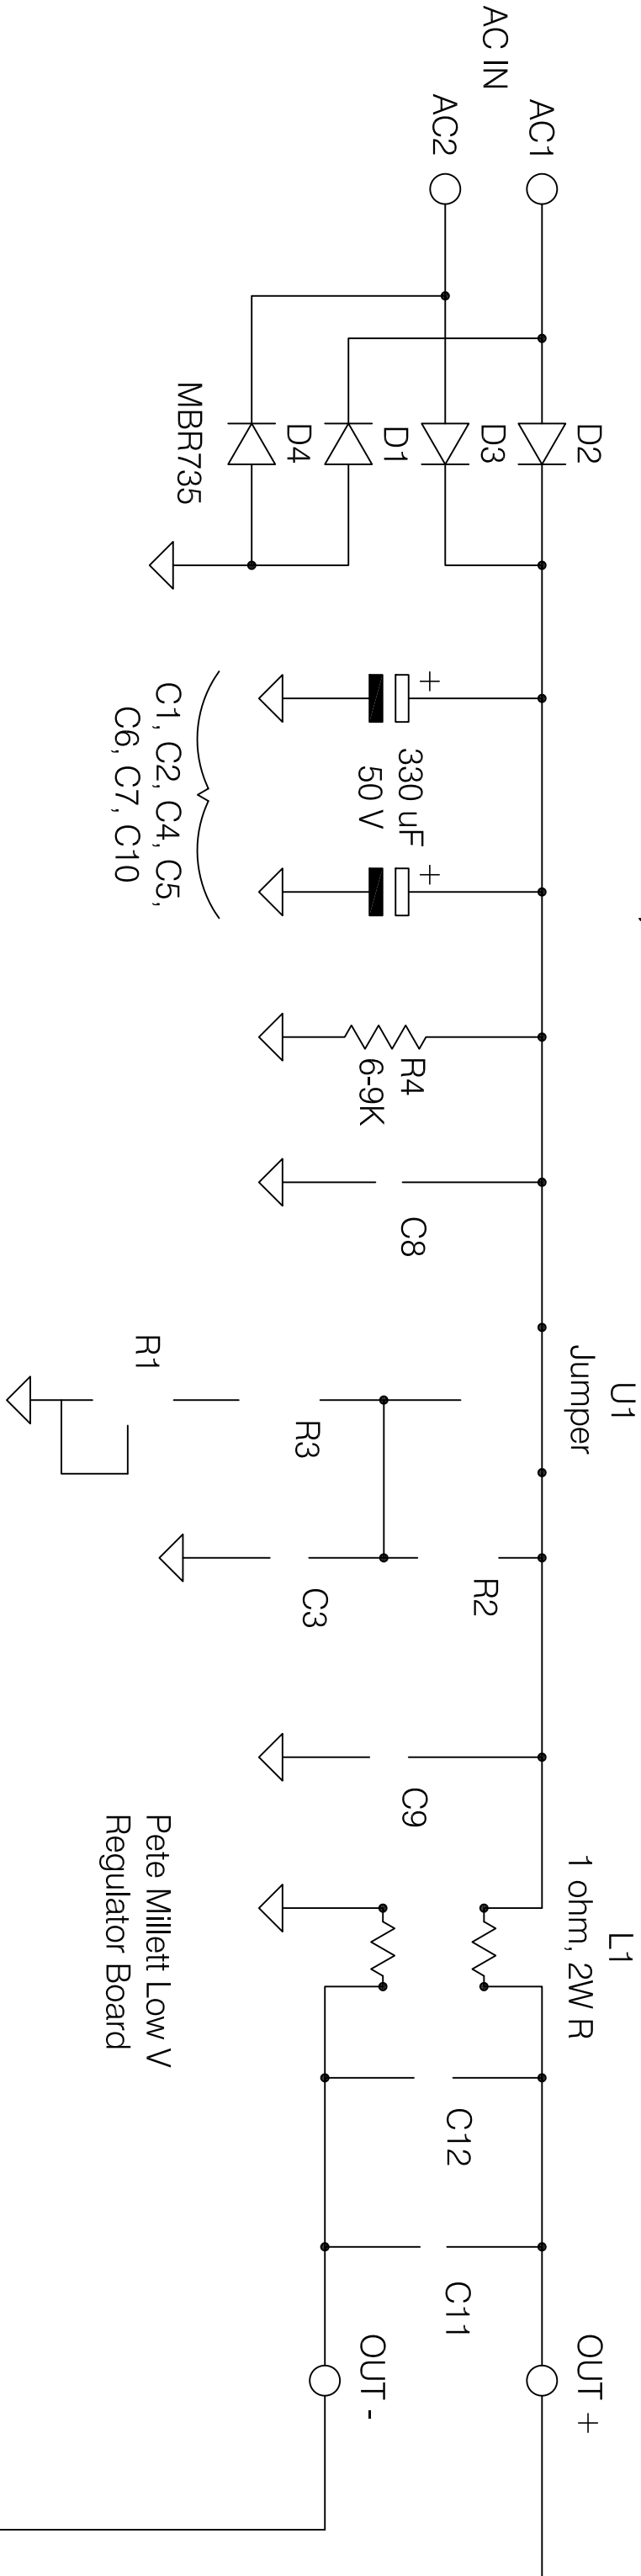 AC IN
AC1
AC2
D2
D3
D1
D4
MBR735
+
330 uF
50 V
+
C1, C2, C4, C5,
C6, C7, C10
R4
6-9K
C8
U1
Jumper
R1
R3
R2
C3
C9
L1
1 ohm, 2W R
Pete Millett Low V
Regulator Board
C12
C11
OUT +
OUT -